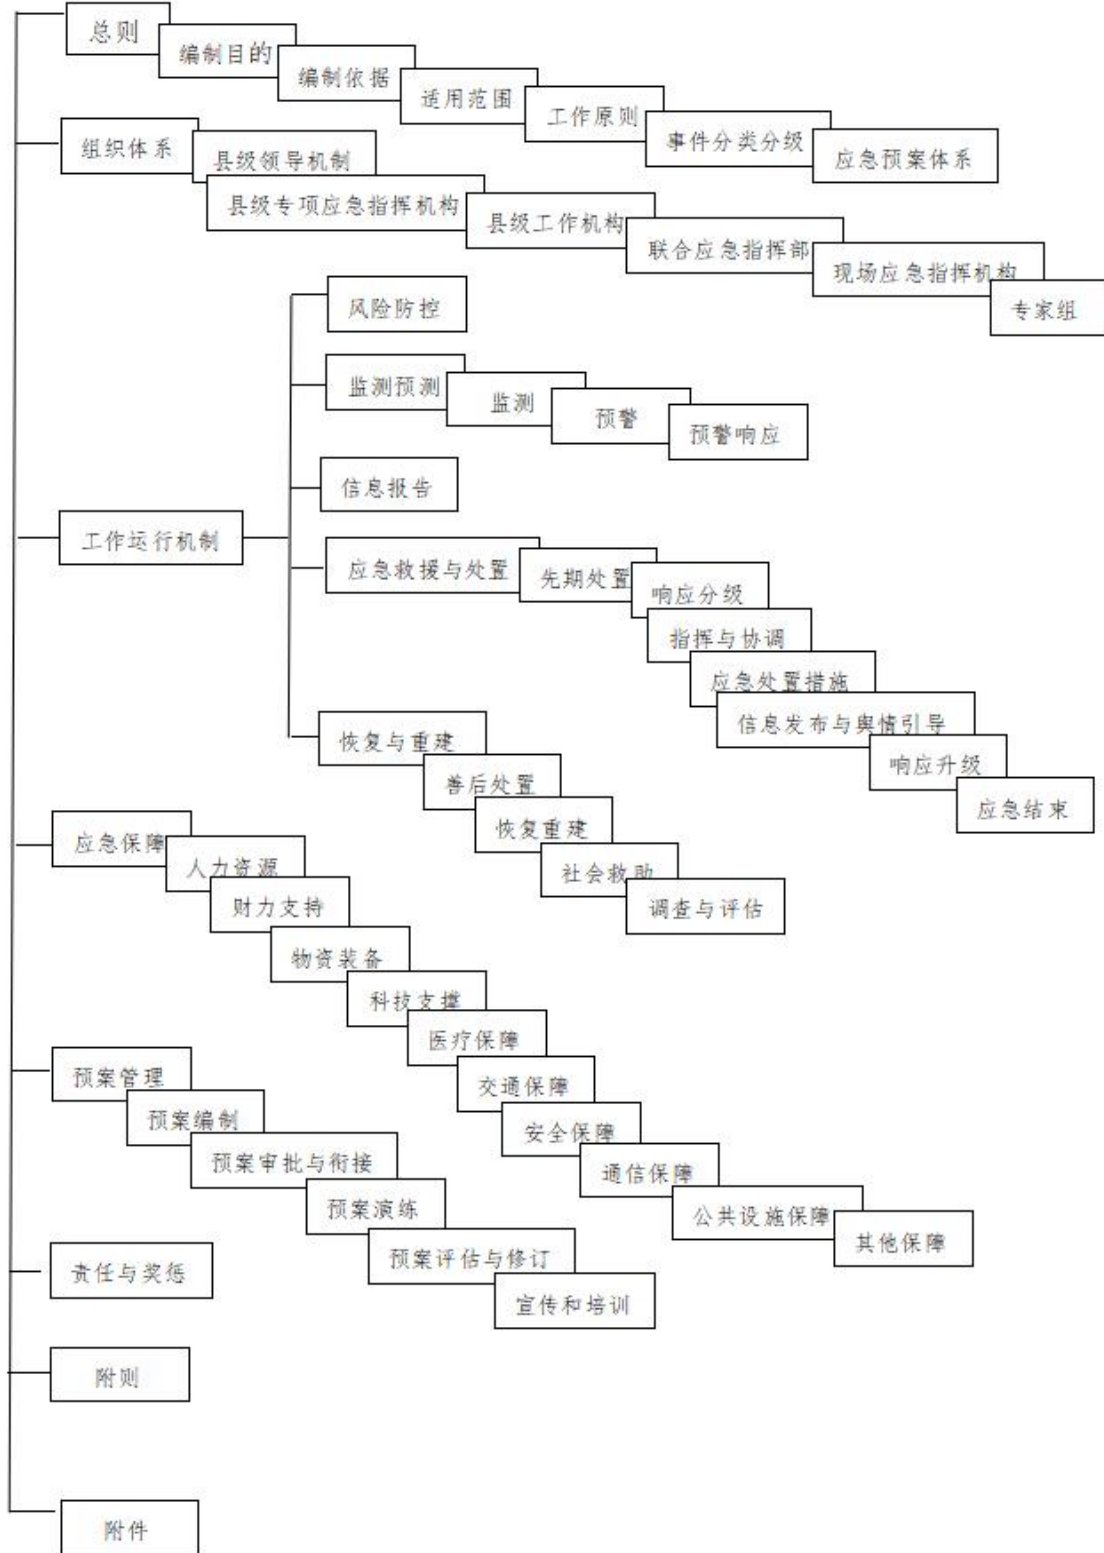 总则
编制目的
编制依据
适用范围
工作原则
事件分类分级
应急预案体系
组织体系
县级领导机制
县级专项应急指挥机构
县级工作机构
联合应急指挥部
现场应急指挥机构
专家组
工作运行机制
风险防控
监测预测
监测
预警
预警响应
信息报告
应急救援与处置
先期处置
响应分级
指挥与协调
应急处置措施
信息发布与舆情引导
响应升级
应急结束
恢复与重建
善后处置
恢复重建
社会救助
调查与评估
应急保障
人力资源
财力支持
物资装备
科技支撑
医疗保障
交通保障
安全保障
通信保障
公共设施保障
其他保障
预案管理
预案编制
预案审批与衔接
预案演练
预案评估与修订
宣传和培训
责任与奖惩
附则
附件